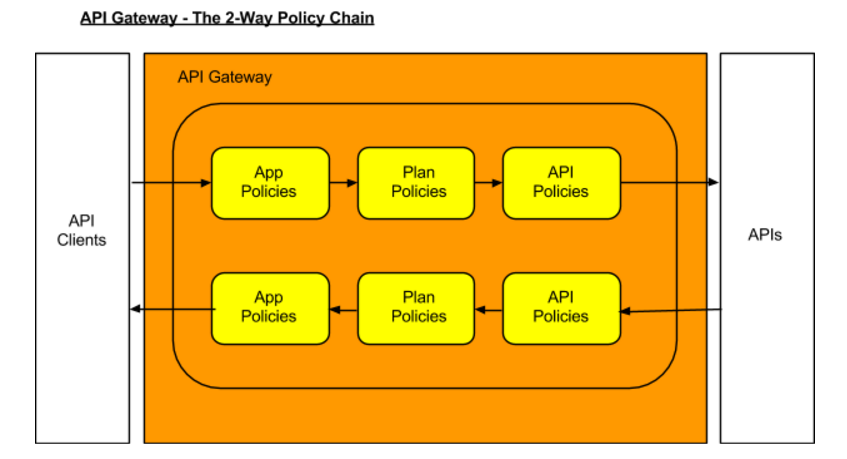 API Gateway - The 2-Way Policy Chain
API Gateway
API
Clients
App
Policies
Plan
Policies
API
Policies
APIs
App
Policies
Plan
Policies
API
Policies